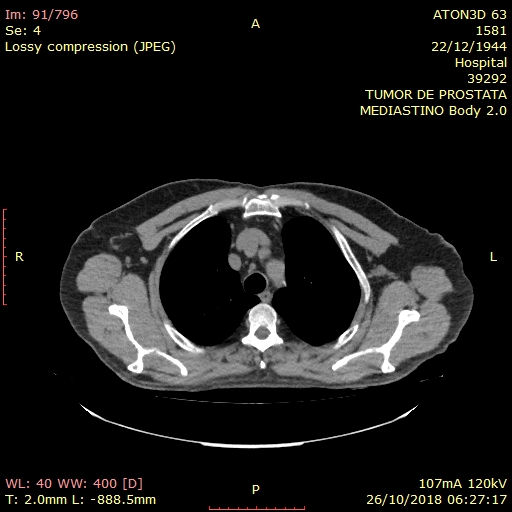 Im: 91/796
Se: 4
Lossy compression (JPEG)
A
ATON3D 63
1581
22/12/1944
Hospital
39292
TUMOR DE PROSTATA
MEDIASTINO Body 2.0
R
L
WL: 40 WW: 400 [D]
T: 2.0mm L: -888.5mm
P
107mA 120kV
26/10/2018 06:27:17